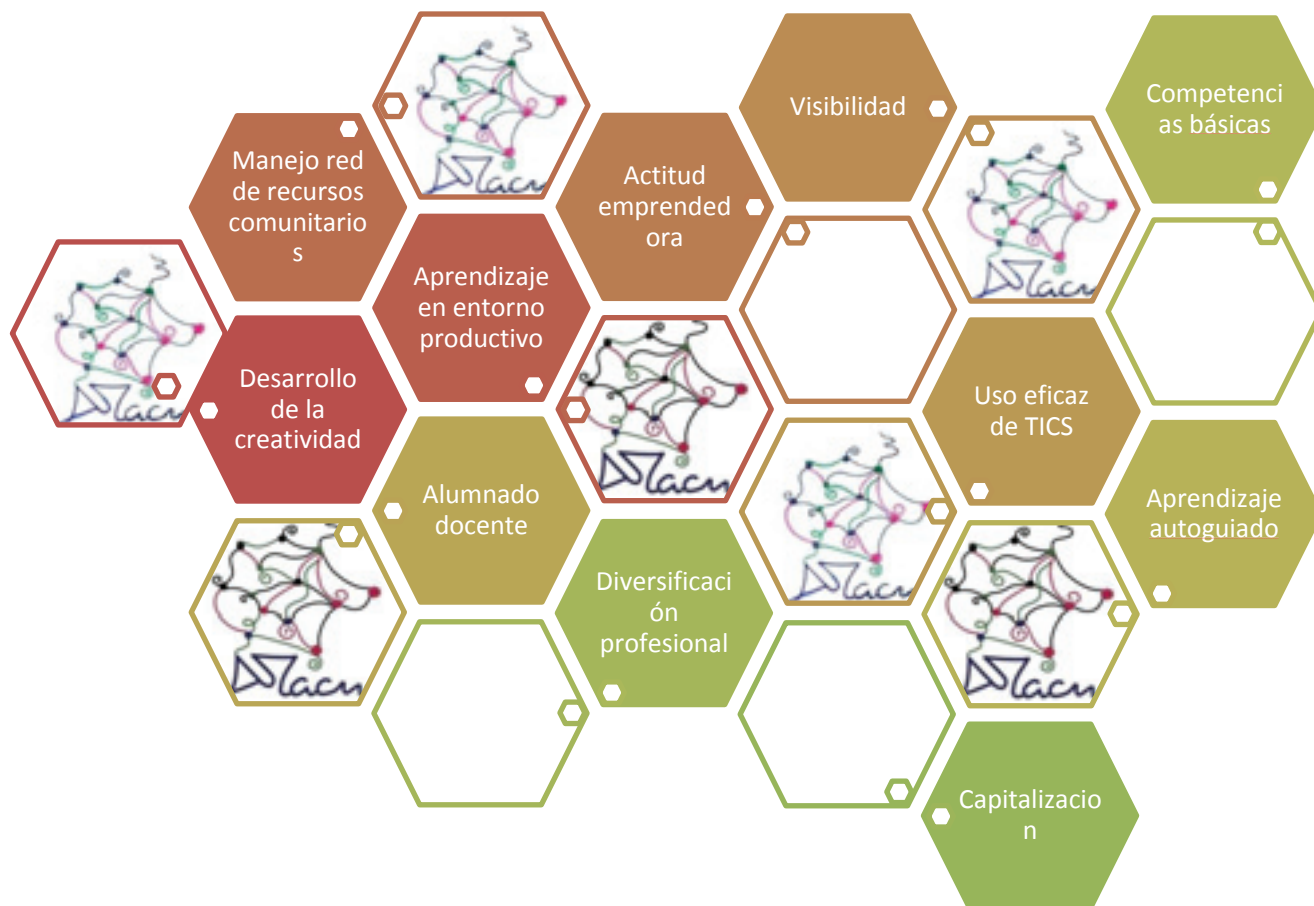 Visibilidad
Competenci
as básicas
Manejo red
de recursos
comunitario
s
Actitud
emprended
ora
Aprendizaje
en entorno
productivo
Desarrollo
de la
creatividad
Uso eficaz
de TICS
Alumnado
docente
Aprendizaje
autoguiado
Diversificaci
ón
profesional
Capitalizacio
n